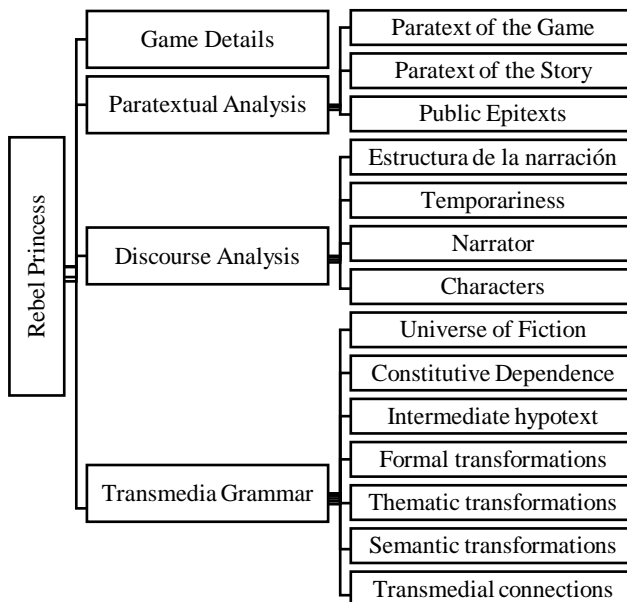 Rebel Princess
Game Details
Paratextual Analysis
Paratext of the Game
Paratext of the Story
Public Epitexts
Discourse Analysis
Estructura de la narración
Temporariness
Narrator
Characters
Transmedia Grammar
Universe of Fiction
Constitutive Dependence
Intermediate hypotext
Formal transformations
Thematic transformations
Semantic transformations
Transmedial connections